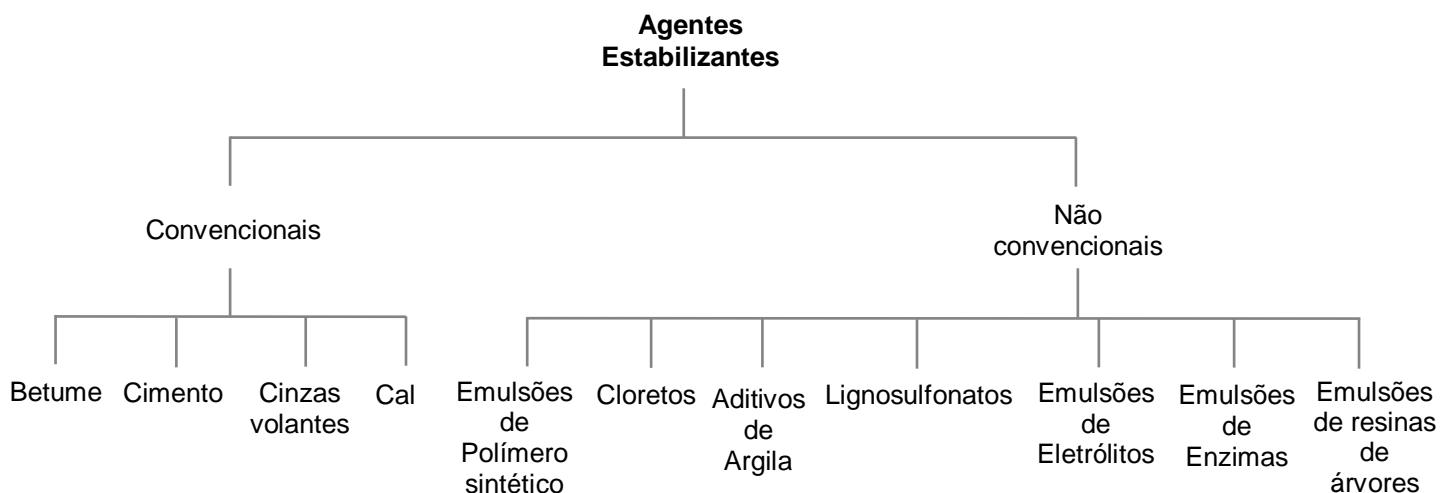 Agentes
Estabilizantes
Convencionais
Não
convencionais
Betume
Cimento
Cinzas
volantes
Cal
Emulsões
de
Polímero
sintético
Cloretos
Aditivos
de
Argila
Lignosulfonatos
Emulsões
de
Eletrólitos
Emulsões
de
Enzimas
Emulsões
de resinas
de
árvores